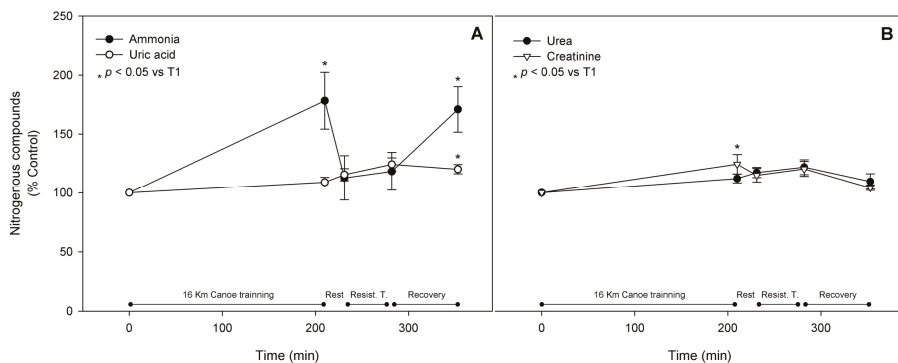 Nitrogenous compounds
(% Control)
250
200
150
100
50
0
A
Ammonia
Uric acid
* p < 0.05 vs T1
*
*
*
16 Km Canoe trainning
Rest
Resist. T.
Recovery
0
100
200
300
Time (min)
B
Urea
Creatinine
* p < 0.05 vs T1
*
16 Km Canoe trainning
Rest
Resist. T.
Recovery
0
100
200
300
Time (min)